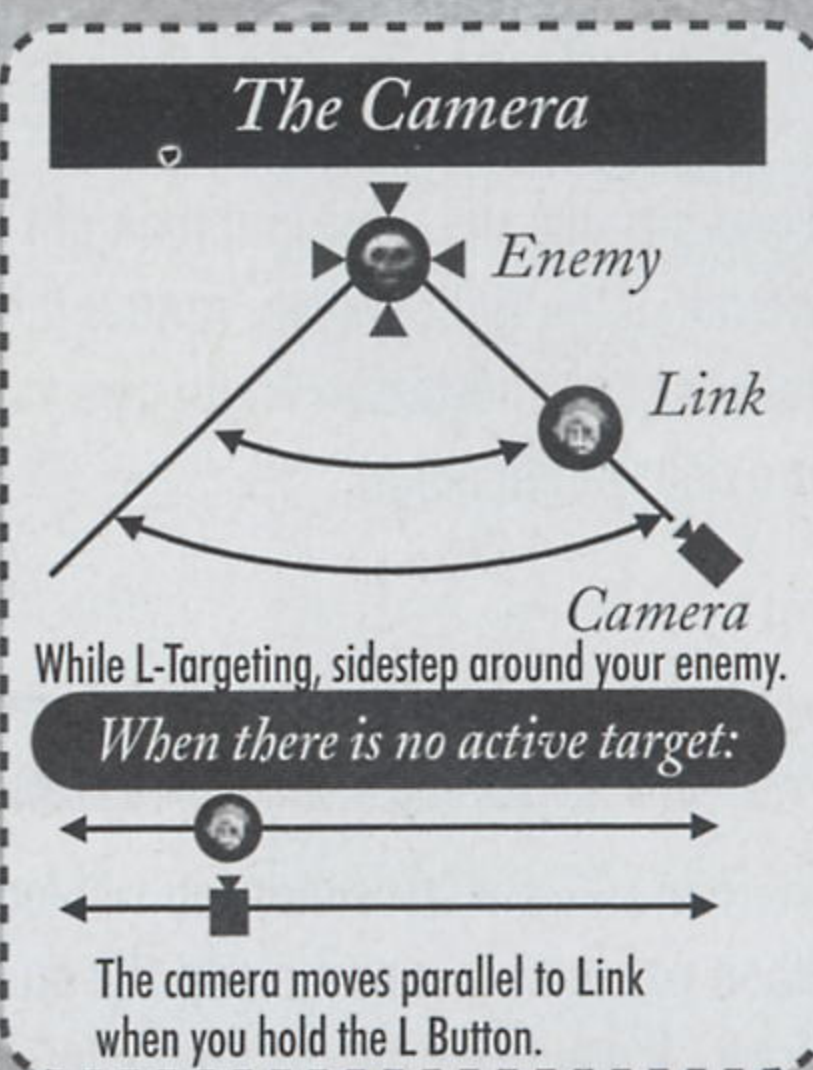 The Camera
Enemy
Link
Camera
While L-Targeting, sidestep around your enemy.
When there is no active target:
The camera moves parallel to Link
when you hold the L Button.